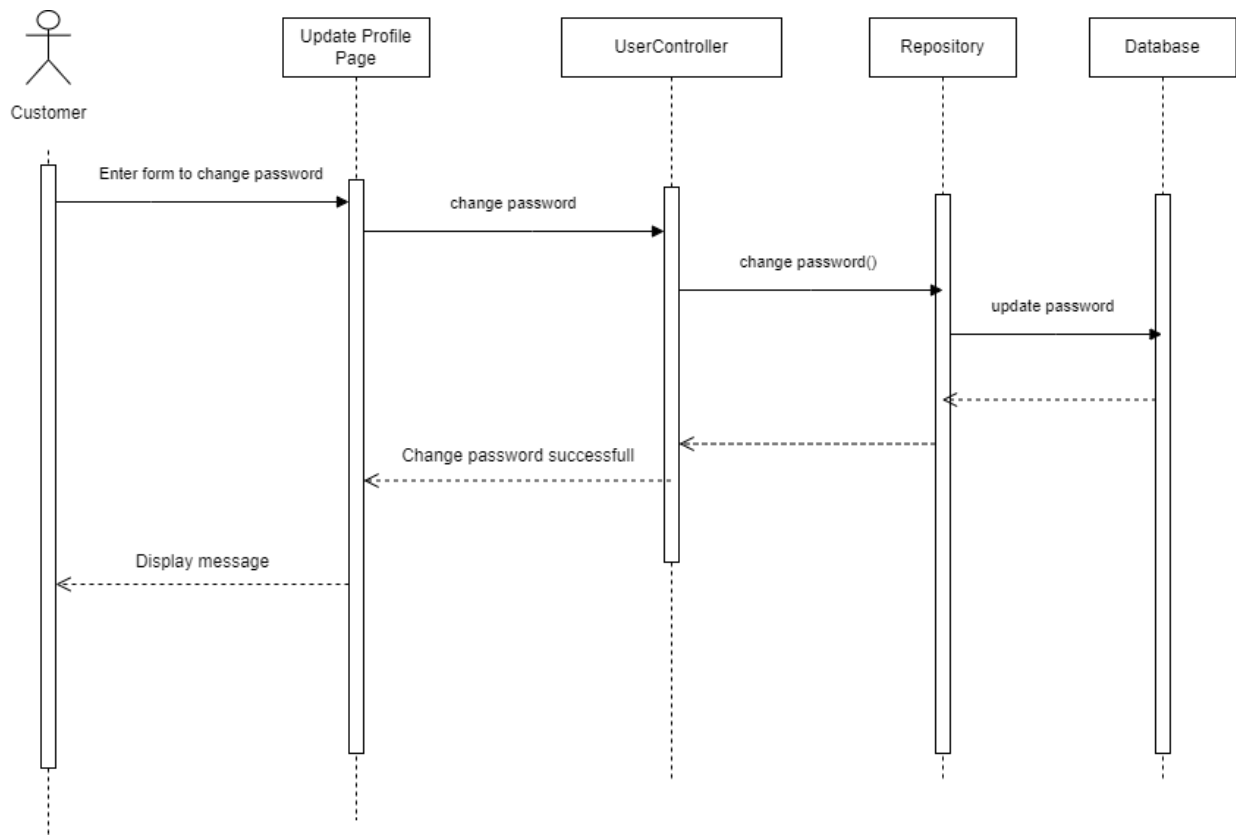 Update Profile
Page
UserController
Repository
Database
Customer
Enter form to change password
change password
change password()
update password
Change password successfull
Display message